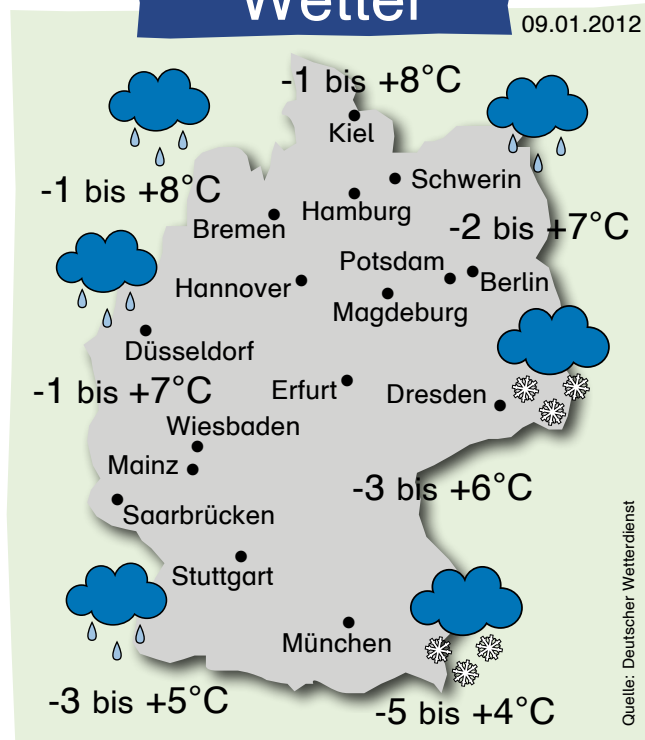 Wetter
09.01.2012
-1 bis +8°C
Kiel
Schwerin
-1 bis +8°C
Hamburg
Bremen
-2 bis +7°C
Potsdam
Berlin
Hannover
Magdeburg
Düsseldorf
-1 bis +7°C
Erfurt
Dresden
Wiesbaden
Mainz
-3 bis +6°C
Saarbrücken
Stuttgart
München
-3 bis +5°C
-5 bis +4°C
Quelle: Deutscher Wetterdienst